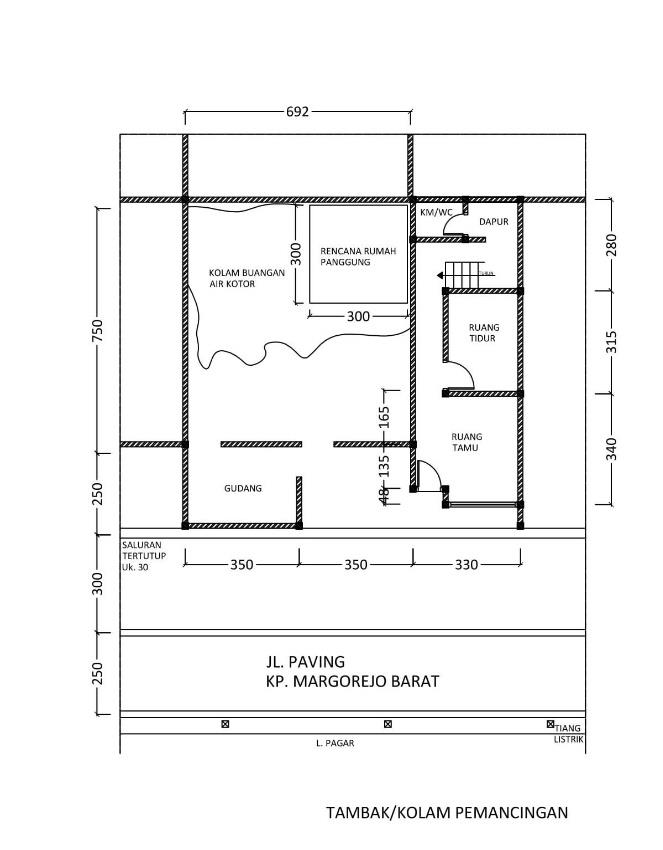 692
KM/WC
DAPUR
300
RENCANA RUMAH
PANGGUNG
KOLAM BUANGAN
AIR KOTOR
280
300
750
RUANG
TIDUR
315
165
RUANG
TAMU
340
135
GUDANG
250
48
SALURAN
TERTUTUP
Uk. 30
350
350
330
300
JL. PAVING
KP. MARGOREJO BARAT
250
TIANG
LISTRIK
L. PAGAR
TAMBAK/KOLAM PEMANCINGAN